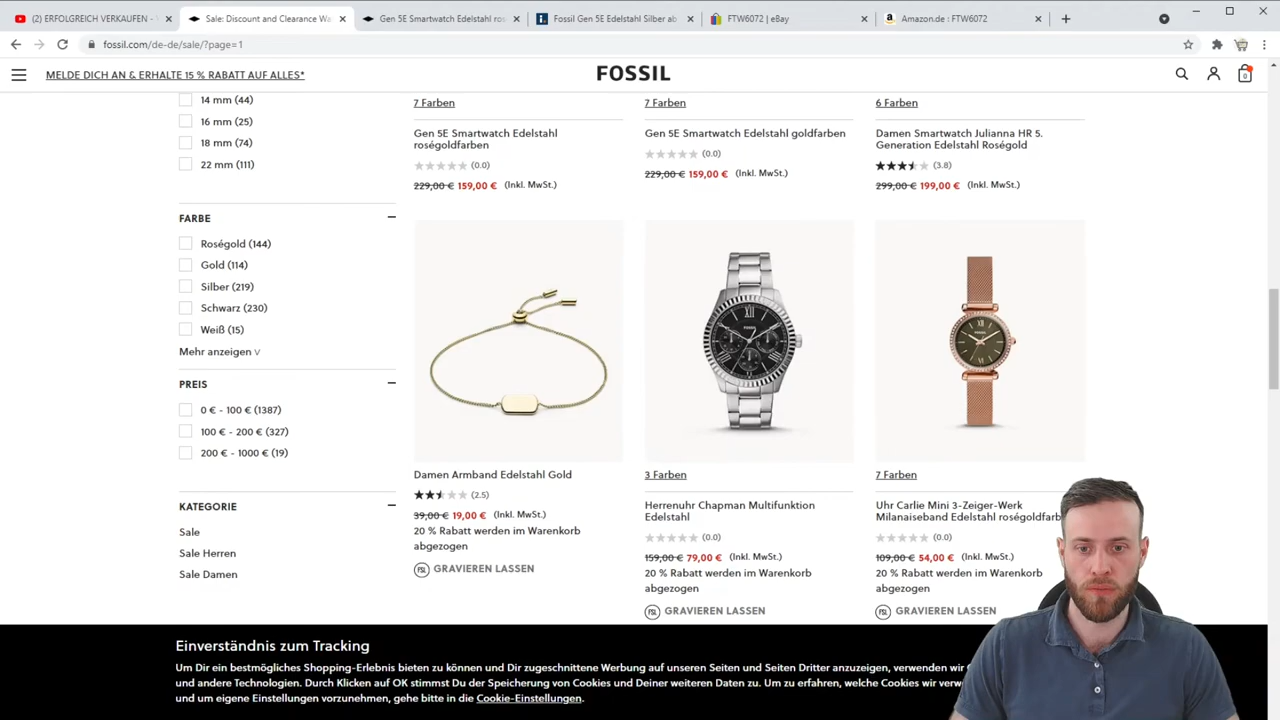 (2) ERFOLGREICH VERKAUFEN -
Sale: Discount and Clearance Wa
Gen 5E Smartwatch Edelstahl ros
Fossil Gen 5E Edelstahl Silber ab
FTW6072 | eBay
Amazon.de : FTW6072
fossil.com/de-de/sale/?page=1
MELDE DICH AN & ERHALTE 15 % RABATT AUF ALLES*
FOSSIL
0
14 mm (44)
16 mm (25)
18 mm (74)
22 mm (111)
FARBE
Roségold (144)
Gold (114)
Silber (219)
Schwarz (230)
Weiß (15)
Mehr anzeigen
PREIS
0 € - 100 € (1387)
100 € - 200 € (327)
200 € - 1000 € (19)
KATEGORIE
Sale
Sale Herren
Sale Damen
7 Farben
Gen 5E Smartwatch Edelstahl
roségoldfarben
(0.0)
229,00 € 159,00 € (Inkl. MwSt.)
7 Farben
Gen 5E Smartwatch Edelstahl goldfarben
(0.0)
229,00 € 159,00 € (Inkl. MwSt.)
6 Farben
Damen Smartwatch Julianna HR 5.
Generation Edelstahl Roségold
(3.8)
299,00 € 199,00 € (Inkl. MwSt.)
Damen Armband Edelstahl Gold
(2.5)
39,00 € 19,00 € (Inkl. MwSt.)
20 % Rabatt werden im Warenkorb
abgezogen
FSL GRAVIEREN LASSEN
FOSSIL
3 Farben
Herrenuhr Chapman Multifunktion
Edelstahl
(0.0)
159,00 € 79,00 € (Inkl. MwSt.)
20 % Rabatt werden im Warenkorb
abgezogen
FSL GRAVIEREN LASSEN
7 Farben
Uhr Carlie Mini 3-Zeiger-Werk
Milanaiseband Edelstahl roségoldfarb
(0.0)
109,00 € 54,00 € (Inkl. MwSt.)
20 % Rabatt werden im Warenkorb
abgezogen
FSL GRAVIEREN LASSEN
Einverständnis zum Tracking
Um Dir ein bestmögliches Shopping-Erlebnis bieten zu können und Dir zugeschnittene Werbung auf unseren Seiten und Seiten Dritter anzuzeigen, verwenden wir
und andere Technologien. Durch Klicken auf OK stimmst Du der Speicherung von Cookies und Deiner weiteren Daten zu. Um zu erfahren, welche Cookies wir verw
und um eigene Einstellungen vorzunehmen, gehe bitte in die Cookie-Einstellungen.